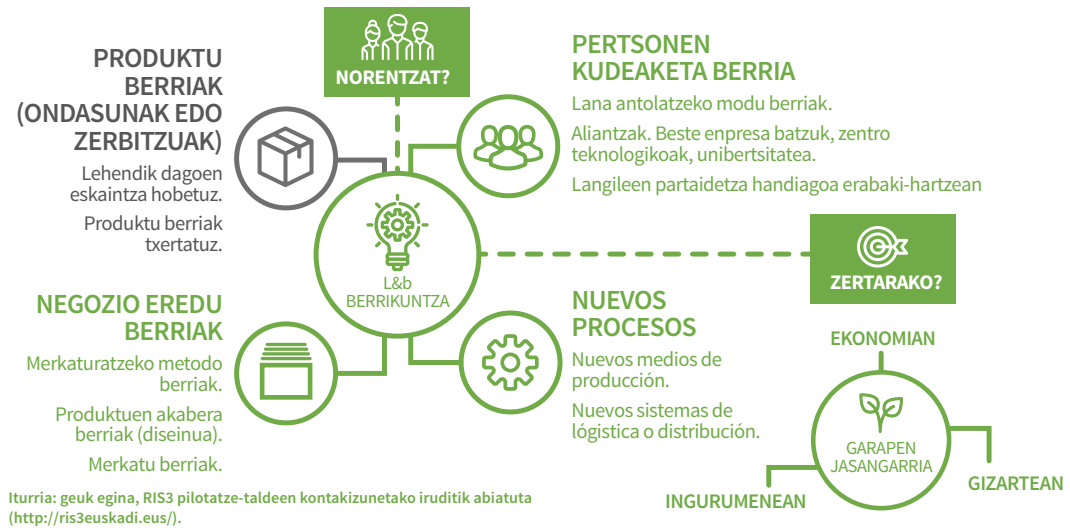 NORENTZAT?
PRODUKTU
BERRIAK
(ONDASUNAK EDO
ZERBITZUAK)
Lehendik dagoen
eskaintza hobetuz.
Produktu berriak
txertatuz.
PERTSONEN
KUDEAKETA BERRIA
Lana antolatzeko modu berriak.
Aliantzak. Beste enpresa batzuk, zentro
teknologikoak, unibertsitatea.
Langileen partaidetza handiagoa erabaki-hartzean
L&b
BERRIKUNTZA
ZERTARAKO?
NEGOZIO EREDU
BERRIAK
Merkaturatzeko metodo
berriak.
Produktuen akabera
berriak (diseinua).
Merkatu berriak.
NUEVOS
PROCESOS
Nuevos medios de
producción.
Nuevos sistemas de
lógistica o distribución.
EKONOMIAN
GARAPEN
JASANGARRIA
INGURUMENEAN
GIZARTEAN
Iturria: geuk egina, RIS3 pilotatze-taldeen kontakizunetako iruditik abiatuta
(http://ris3euskadi.eus/).